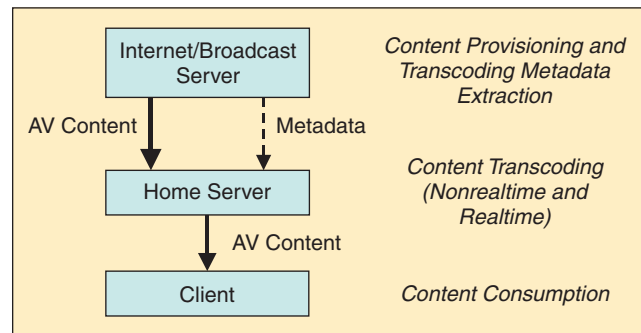 Internet/Broadcast
Server
Content Provisioning and
Transcoding Metadata
Extraction
AV Content
Metadata
Home Server
Content Transcoding
(Nonrealtime and
Realtime)
AV Content
Client
Content Consumption